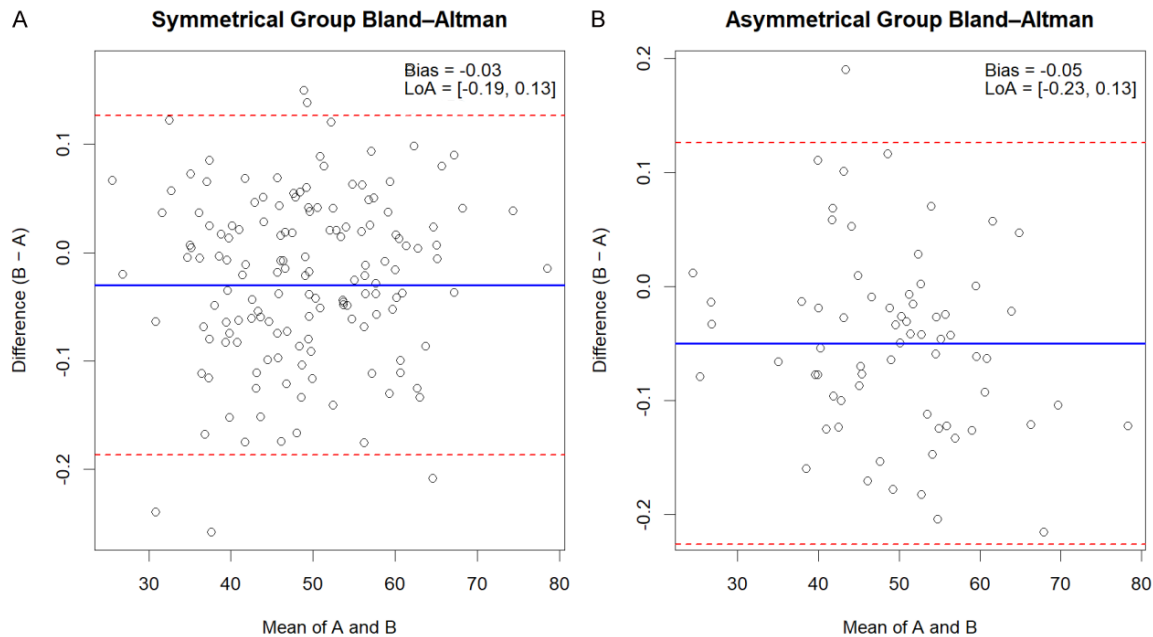 A
Symmetrical Group Bland–Altman
Bias = -0.03
LoA = [-0.19, 0.13]
Difference (B − A)
0.1
0.0
-0.1
-0.2
30 40 50 60 70 80
Mean of A and B
B
Asymmetrical Group Bland–Altman
Bias = -0.05
LoA = [-0.23, 0.13]
Difference (B − A)
0.2
0.1
0.0
-0.1
-0.2
30 40 50 60 70 80
Mean of A and B